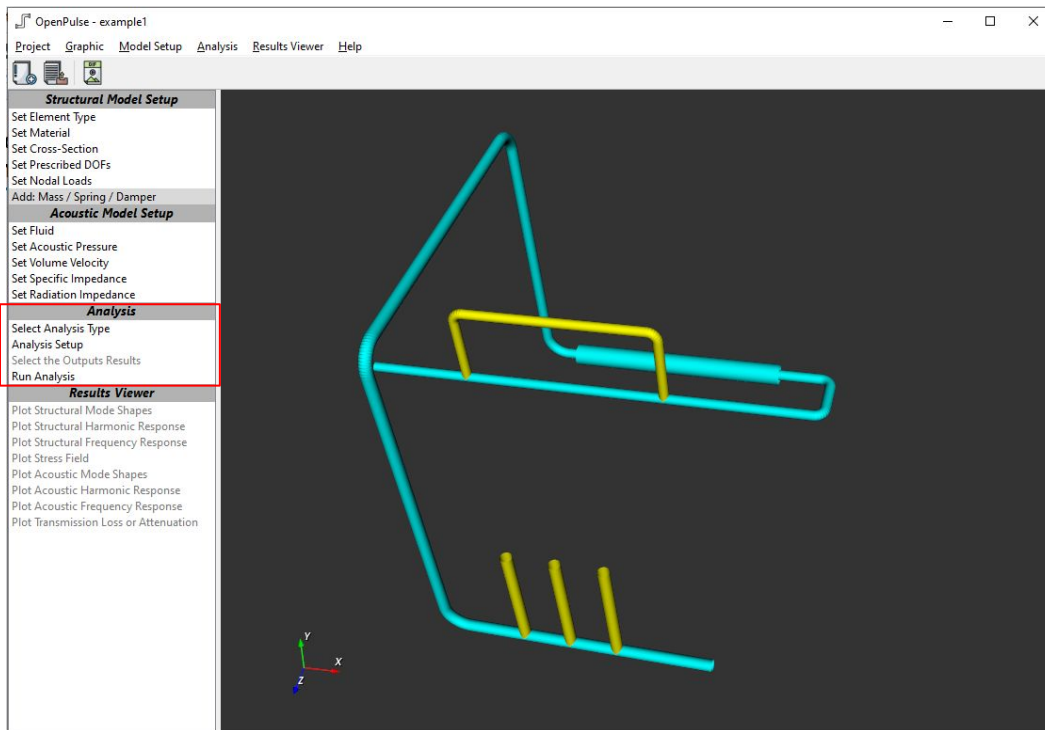 OpenPulse - example1
Project Graphic Model Setup Analysis Results Viewer Help
DIF
Structural Model Setup
Set Element Type
Set Material
Set Cross-Section
Set Prescribed DOFs
Set Nodal Loads
Add: Mass / Spring / Damper
Acoustic Model Setup
Set Fluid
Set Acoustic Pressure
Set Volume Velocity
Set Specific Impedance
Set Radiation Impedance
Analysis
Select Analysis Type
Analysis Setup
Select the Outputs Results
Run Analysis
Results Viewer
Plot Structural Mode Shapes
Plot Structural Harmonic Response
Plot Structural Frequency Response
Plot Stress Field
Plot Acoustic Mode Shapes
Plot Acoustic Harmonic Response
Plot Acoustic Frequency Response
Plot Transmission Loss or Attenuation
Y
X
Z